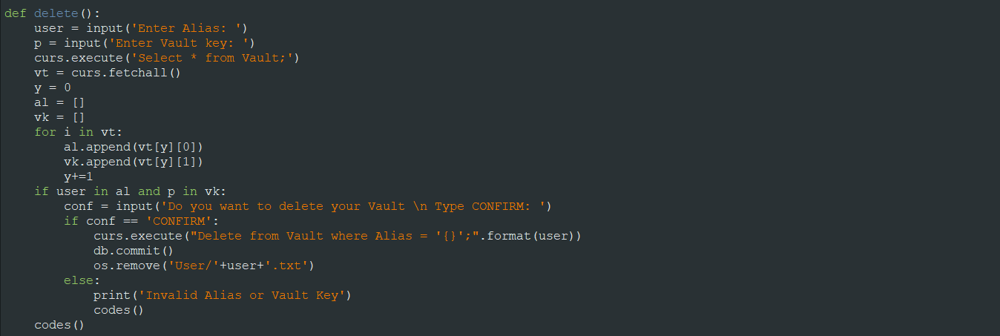 def delete():
    user = input('Enter Alias: ')
    p = input('Enter Vault key: ')
    curs.execute('Select * from Vault;')
    vt = curs.fetchall()
    y = 0
    al = []
    vk = []
    for i in vt:
        al.append(vt[y][0])
        vk.append(vt[y][1])
        y+=1
    if user in al and p in vk:
        conf = input('Do you want to delete your Vault \n Type CONFIRM: ')
        if conf == 'CONFIRM':
            curs.execute("Delete from Vault where Alias = '{}';".format(user))
            db.commit()
            os.remove('User/'+user+'.txt')
        else:
            print('Invalid Alias or Vault Key')
            codes()
    codes()